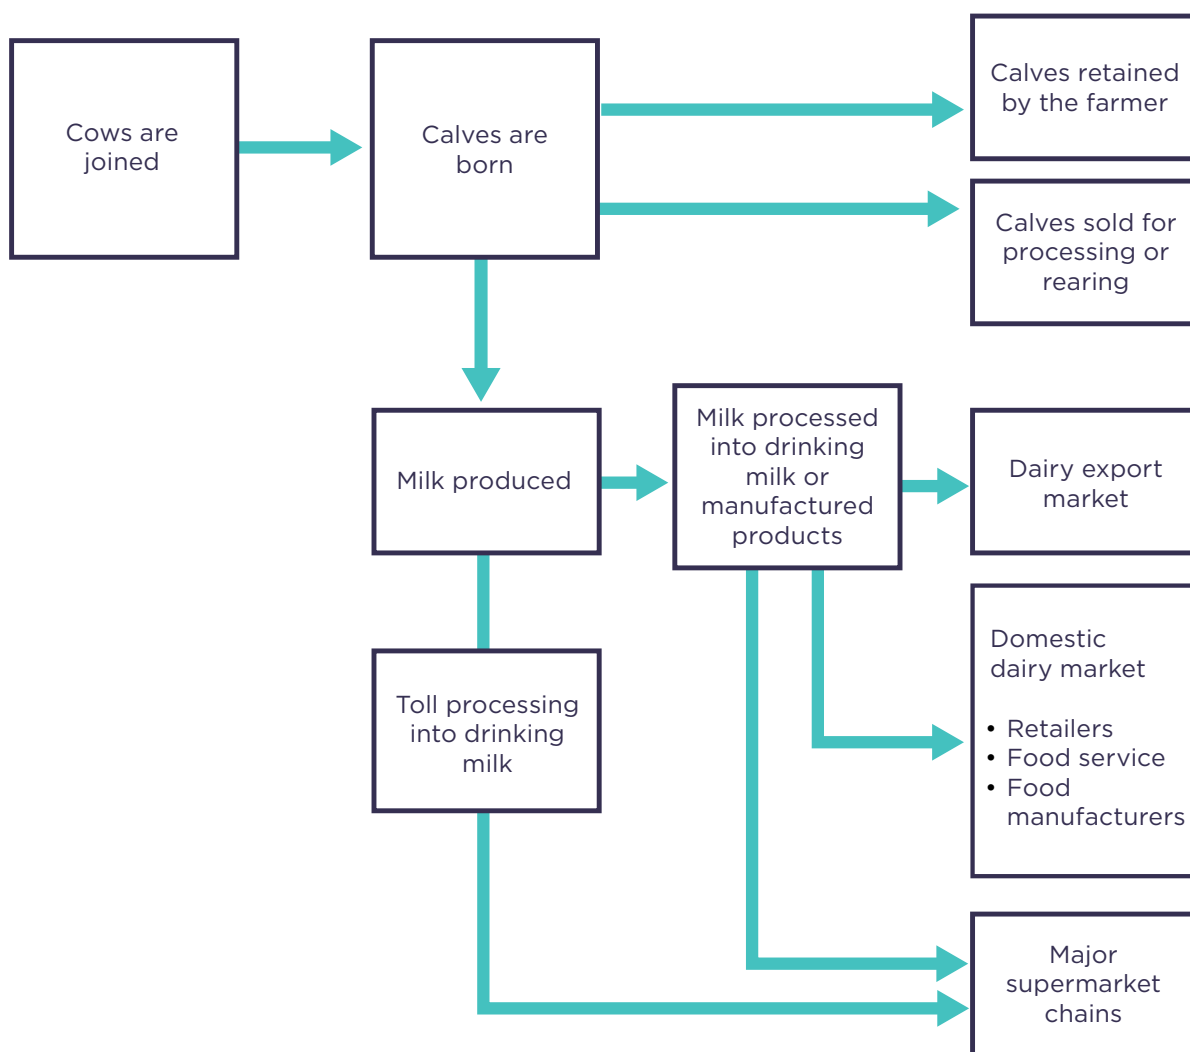 Cows are
joined
Calves are
born
Calves retained
by the farmer
Calves sold for
processing or
rearing
Milk produced
Milk processed
into drinking
milk or
manufactured
products
Dairy export
market
Toll processing
into drinking
milk
Domestic
dairy market
• Retailers
• Food service
• Food
manufacturers
Major
supermarket
chains